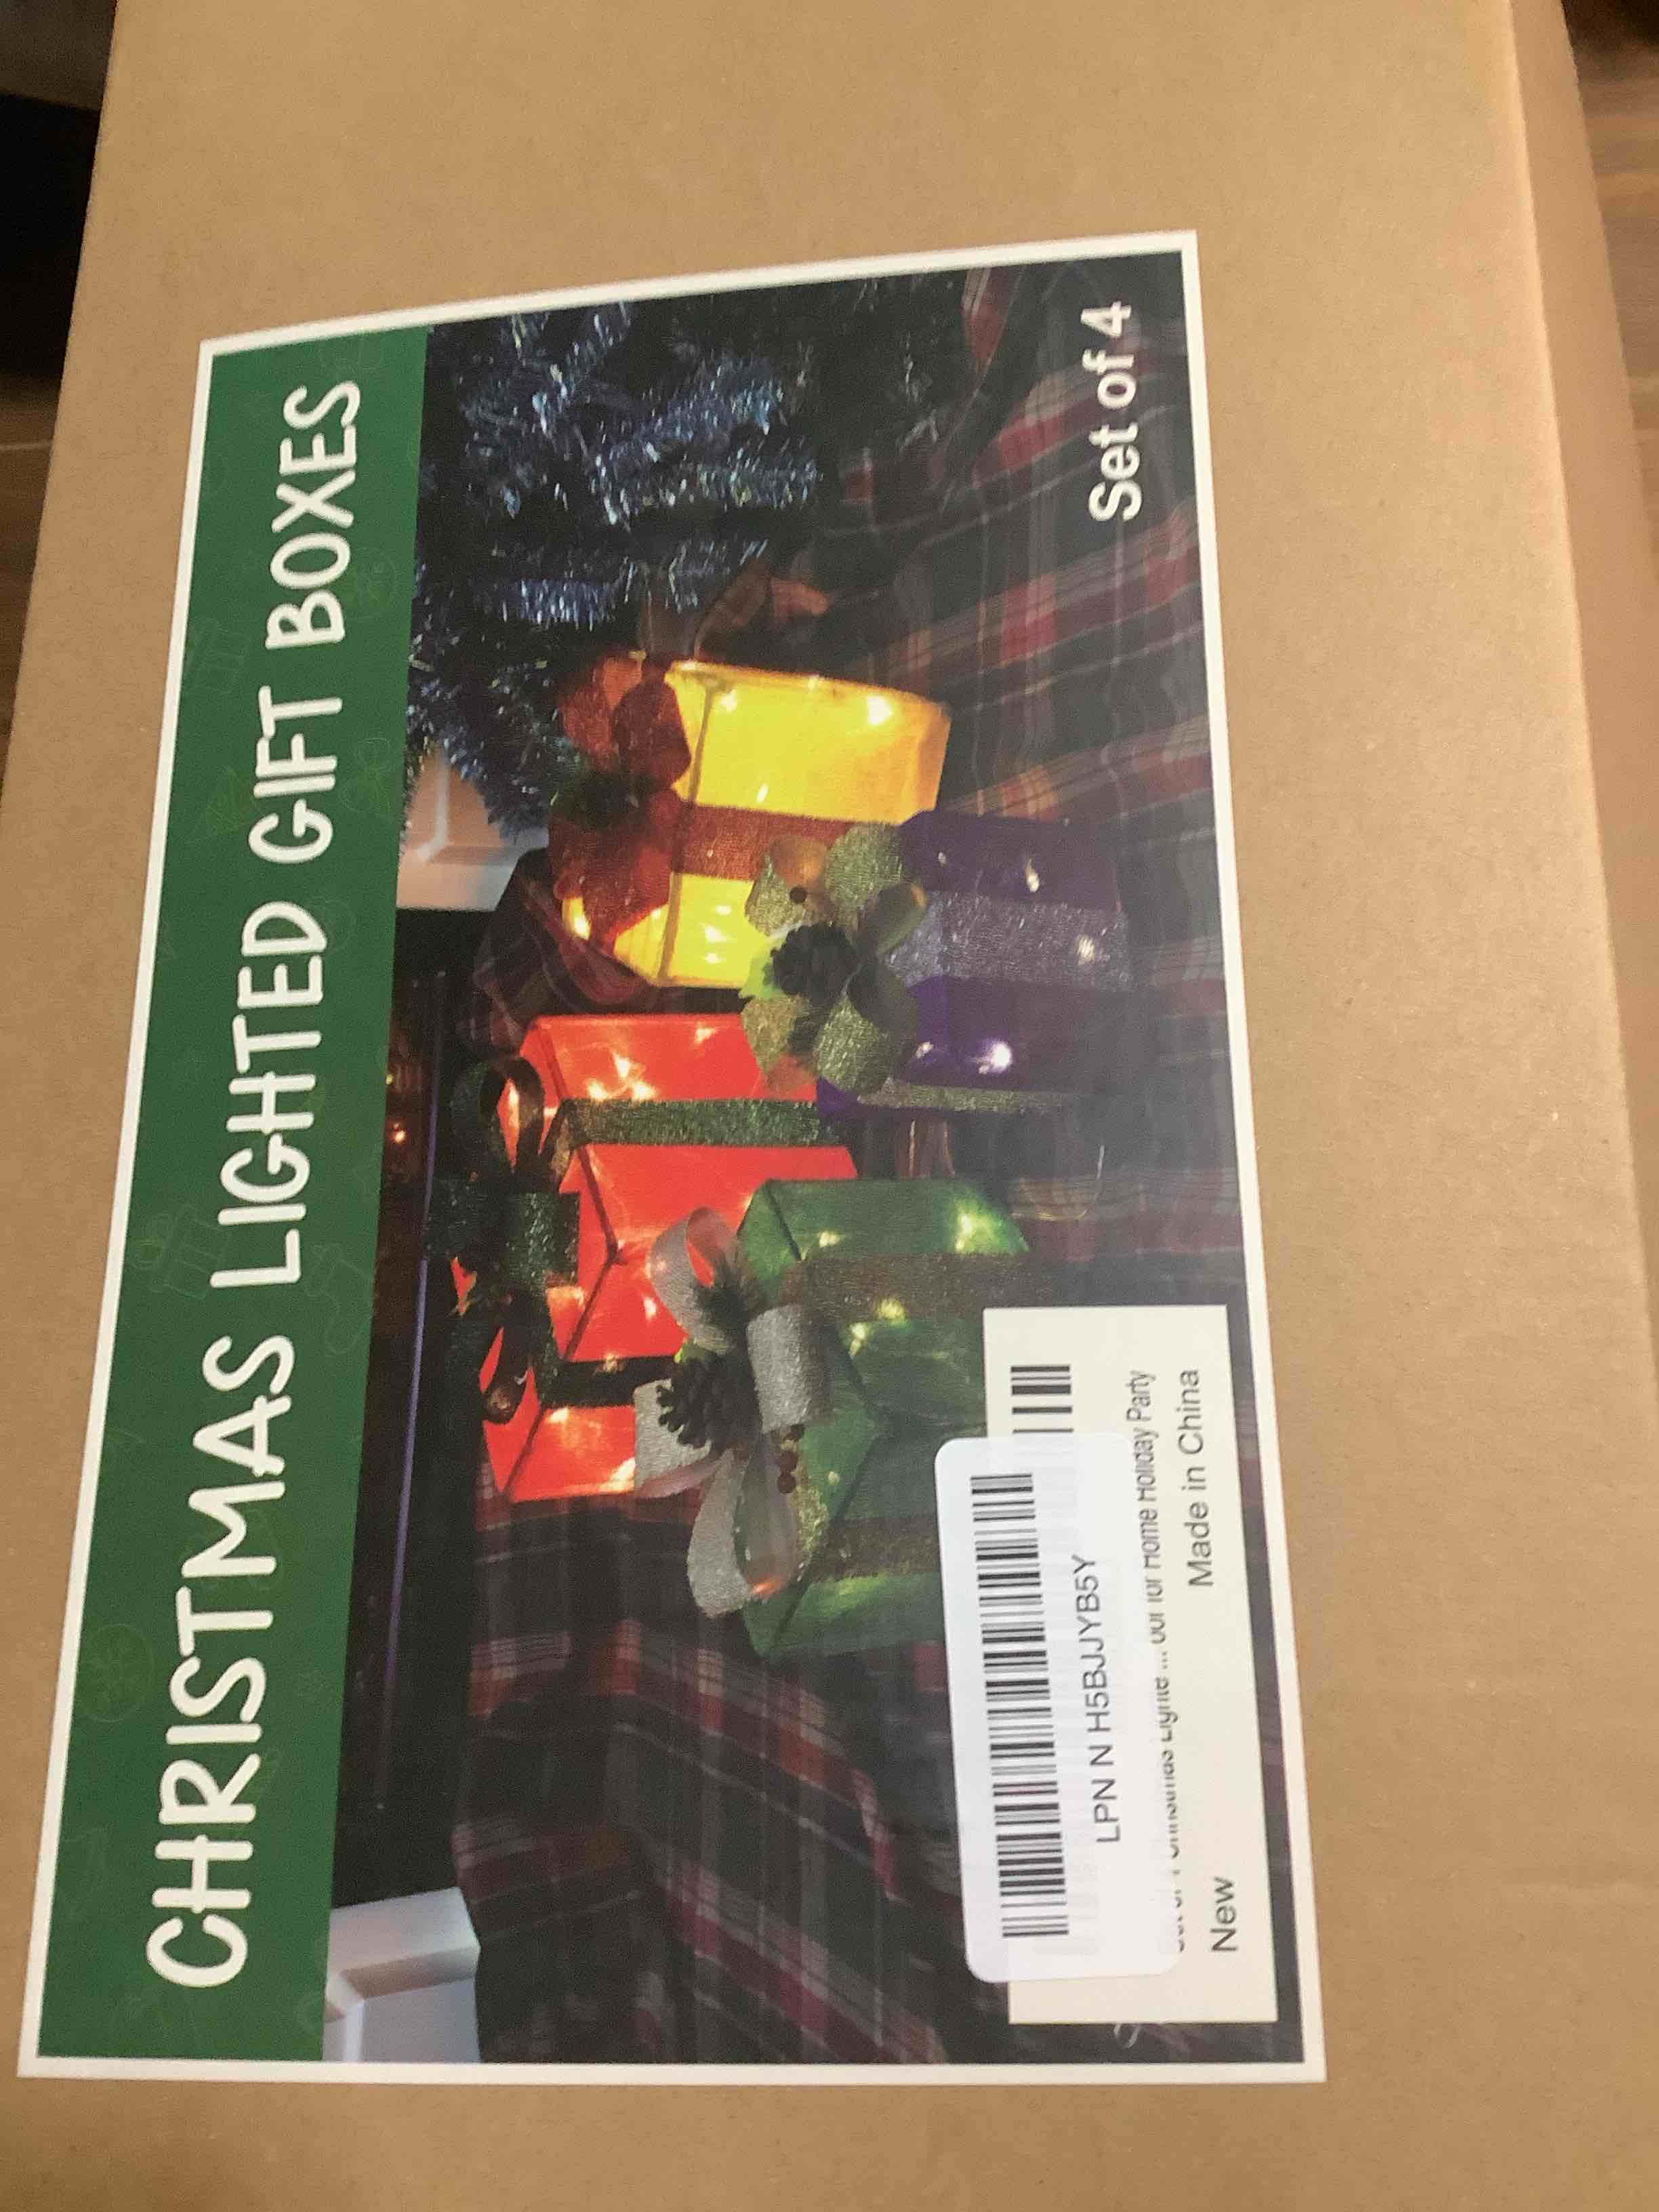 CHRISTMAS LIGHTED GIFT BOXES
Set of 4
LPN N H5BJJYB5Y
... for Home Holiday Party
New
Made in China